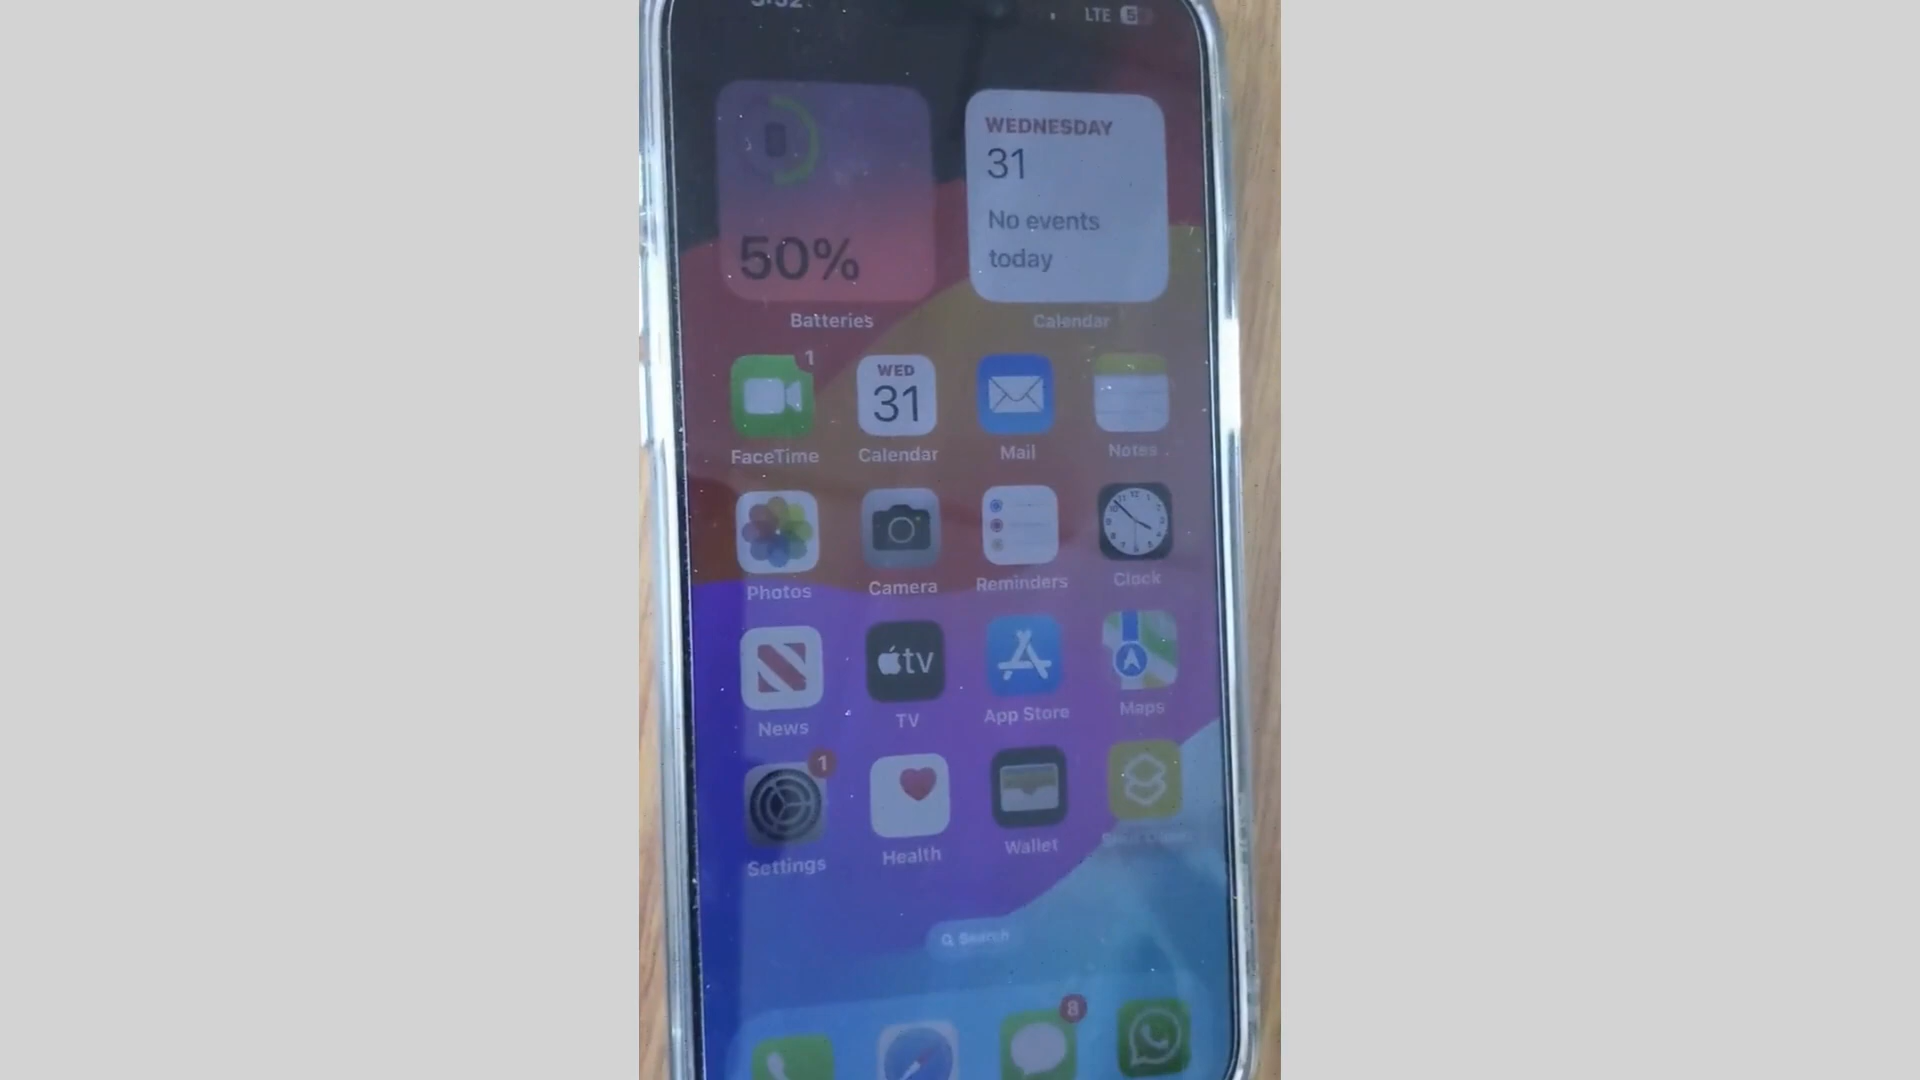 LTE
WEDNESDAY
31
No events
today
50%
Batteries
Calendar
1
WED
31
FaceTime
Calendar
Mail
Notes
Photos
Camera
Reminders
Clock
tv
News
TV
App Store
Maps
1
Settings
Health
Wallet
Search
8